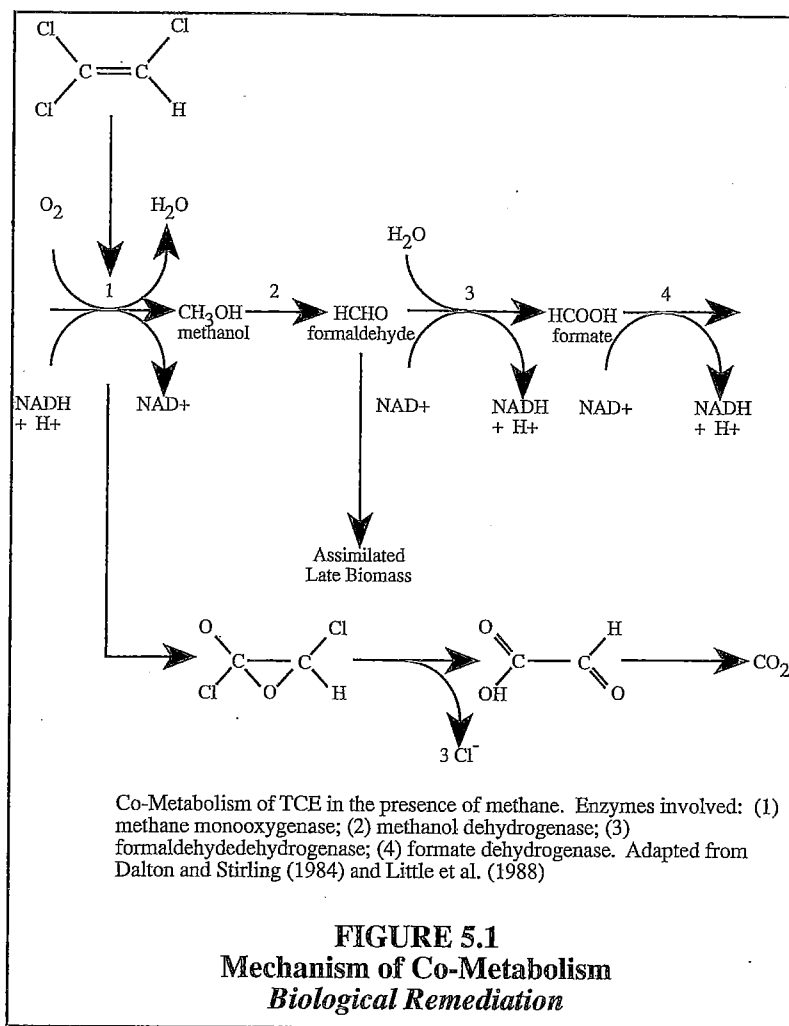 Cl Cl
C C
Cl H
O2 H2O
H2O
1 2 3 4
CH3OH HCHO HCOOH
methanol formaldehyde formate
NADH NAD+ NAD+ NADH NAD+ NADH
+ H+ + H+ + H+
Assimilated
Late Biomass
O Cl O H
C C C C CO2
Cl O H OH O
3 Cl-
Co-Metabolism of TCE in the presence of methane. Enzymes involved: (1)
methane monooxygenase; (2) methanol dehydrogenase; (3)
formaldehydedehydrogenase; (4) formate dehydrogenase. Adapted from
Dalton and Stirling (1984) and Little et al. (1988)
FIGURE 5.1
Mechanism of Co-Metabolism
Biological Remediation